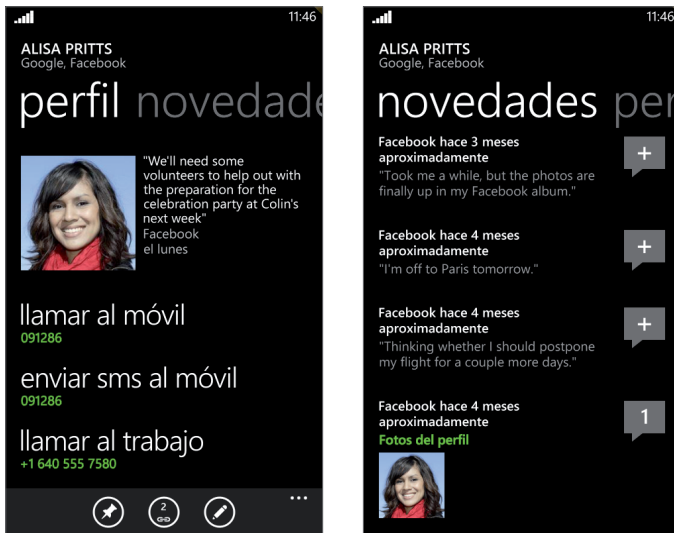 11:46
ALISA PRITTS
Google, Facebook
perfil novedade
"We'll need some
volunteers to help out with
the preparation for the
celebration party at Colin's
next week"
Facebook
el lunes
llamar al móvil
091286
enviar sms al móvil
091286
llamar al trabajo
+1 640 555 7580
2
...
11:46
ALISA PRITTS
Google, Facebook
novedades per
Facebook hace 3 meses
aproximadamente
+
"Took me a while, but the photos are
finally up in my Facebook album."
Facebook hace 4 meses
aproximadamente
+
"I'm off to Paris tomorrow."
Facebook hace 4 meses
aproximadamente
+
"Thinking whether I should postpone
my flight for a couple more days."
Facebook hace 4 meses
aproximadamente
1
Fotos del perfil